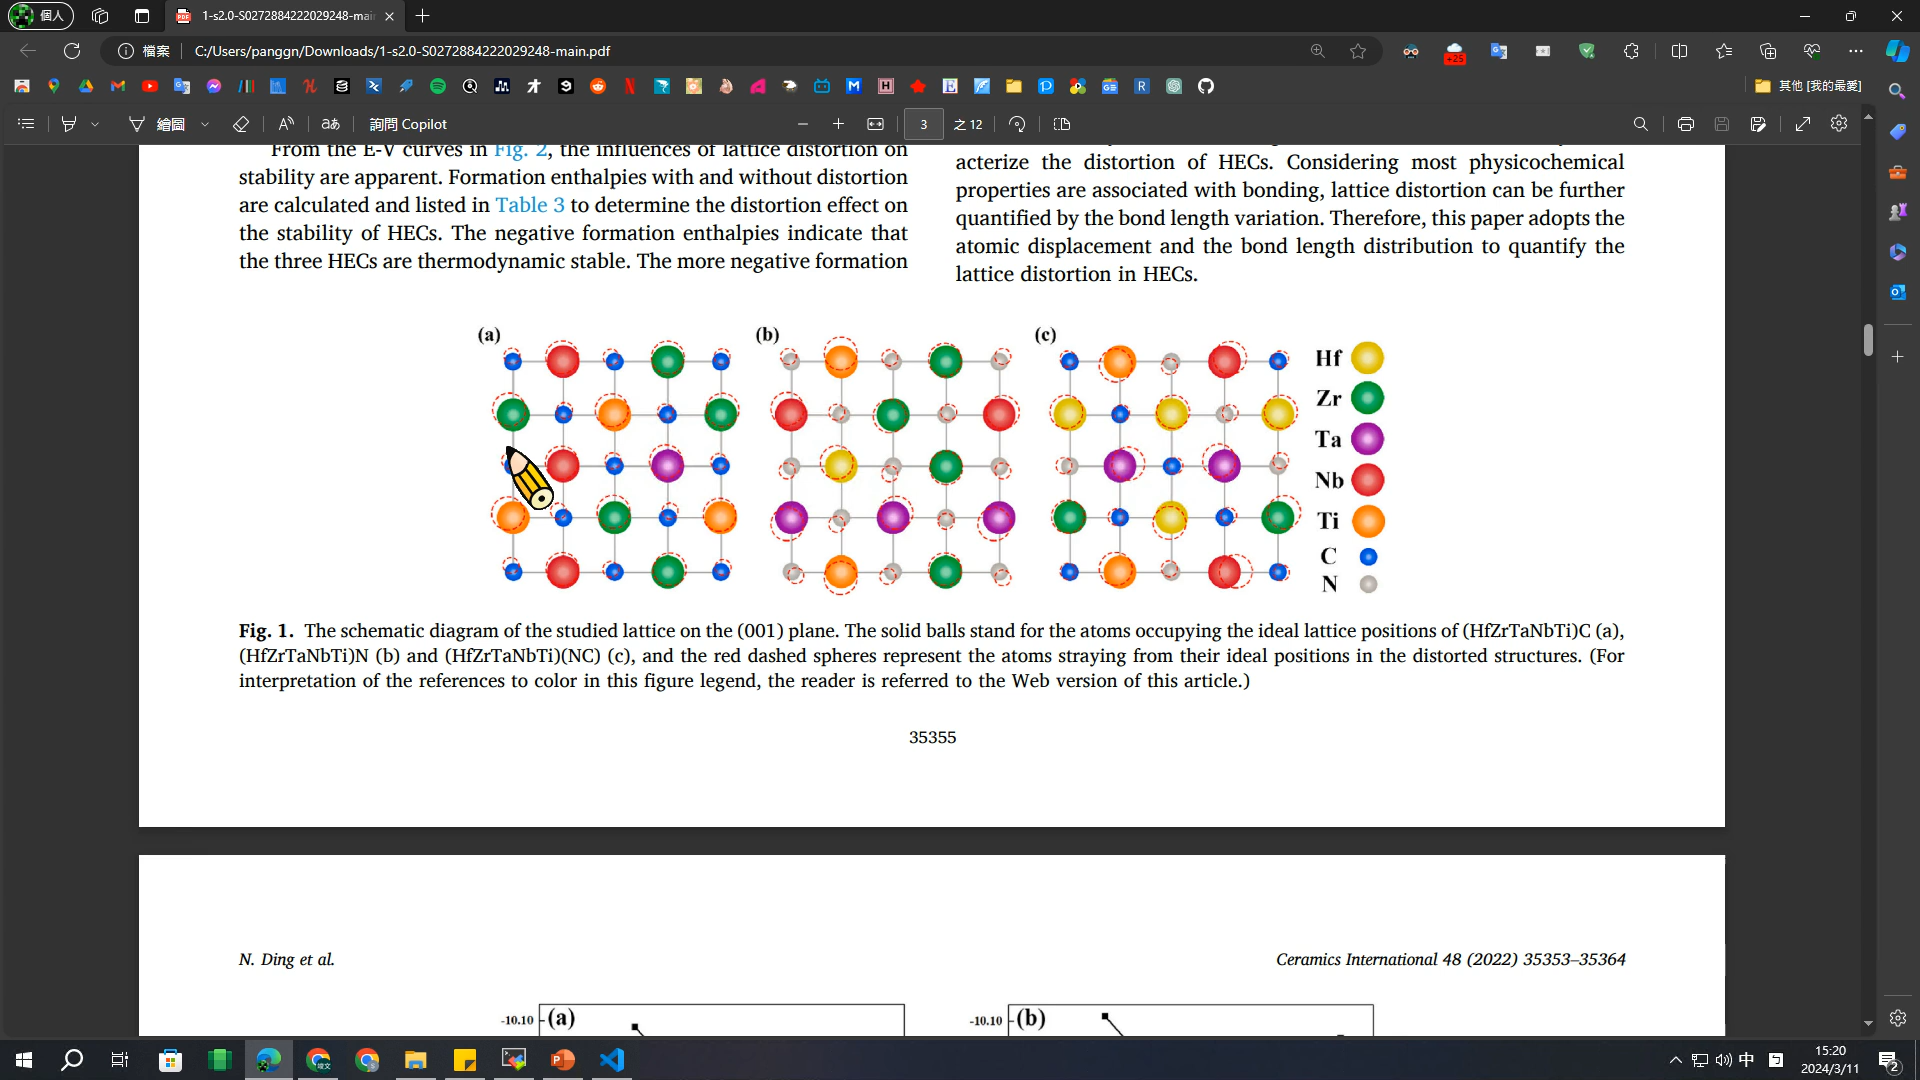 個人
1-s2.0-S0272884222029248-mai
檔案
C:/Users/panggn/Downloads/1-s2.0-S0272884222029248-main.pdf
+25
其他 [我的最愛]
繪圖
aあ
詢問 Copilot
3
之 12
From the E-V curves in Fig. 2, the influences of lattice distortion on
stability are apparent. Formation enthalpies with and without distortion
are calculated and listed in Table 3 to determine the distortion effect on
the stability of HECs. The negative formation enthalpies indicate that
the three HECs are thermodynamic stable. The more negative formation
acterize the distortion of HECs. Considering most physicochemical
properties are associated with bonding, lattice distortion can be further
quantified by the bond length variation. Therefore, this paper adopts the
atomic displacement and the bond length distribution to quantify the
lattice distortion in HECs.
(a)
(b)
(c)
Hf
Zr
Ta
Nb
Ti
C
N
Fig. 1. The schematic diagram of the studied lattice on the (001) plane. The solid balls stand for the atoms occupying the ideal lattice positions of (HfZrTaNbTi)C (a),
(HfZrTaNbTi)N (b) and (HfZrTaNbTi)(NC) (c), and the red dashed spheres represent the atoms straying from their ideal positions in the distorted structures. (For
interpretation of the references to color in this figure legend, the reader is referred to the Web version of this article.)
35355
N. Ding et al.
Ceramics International 48 (2022) 35353–35364
-10.10
(a)
-10.10
(b)
中
15:20
2024/3/11
2